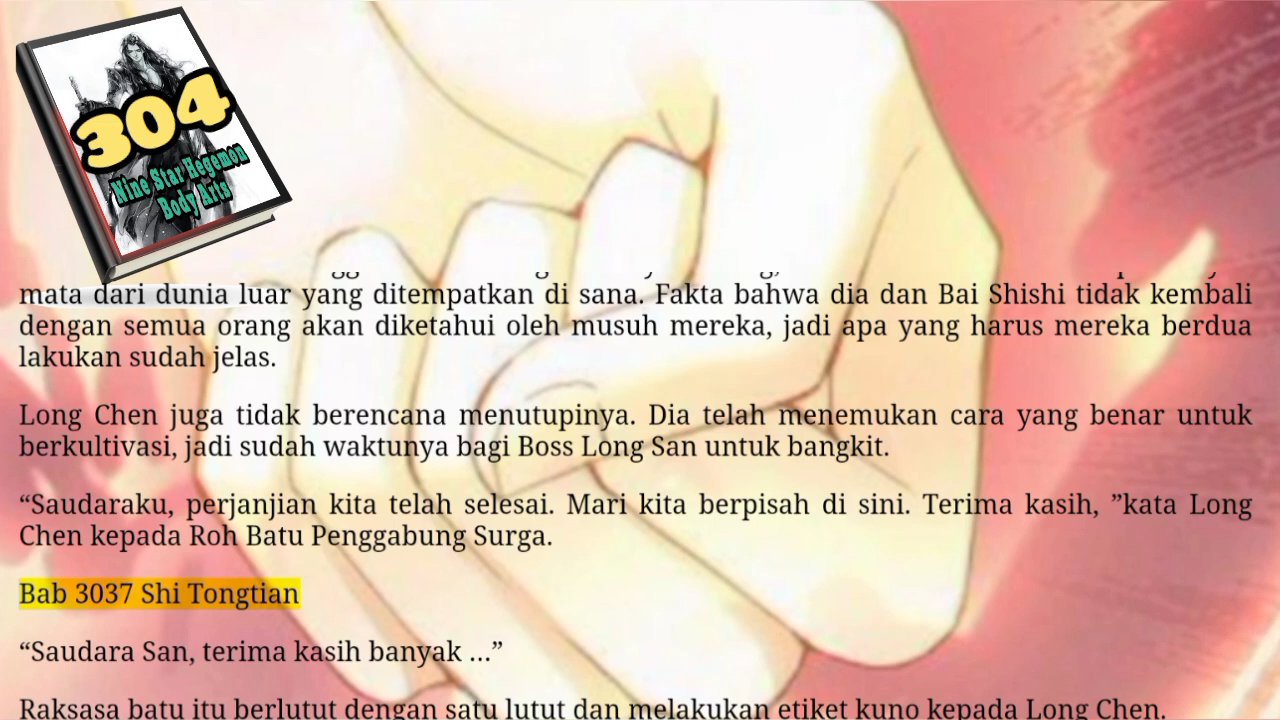 304
Nine Star Hegemon
Body Arts
mata dari dunia luar yang ditempatkan di sana. Fakta bahwa dia dan Bai Shishi tidak kembali
dengan semua orang akan diketahui oleh musuh mereka, jadi apa yang harus mereka berdua
lakukan sudah jelas.
Long Chen juga tidak berencana menutupinya. Dia telah menemukan cara yang benar untuk
berkultivasi, jadi sudah waktunya bagi Boss Long San untuk bangkit.
“Saudaraku, perjanjian kita telah selesai. Mari kita berpisah di sini. Terima kasih, ”kata Long
Chen kepada Roh Batu Penggabung Surga.
Bab 3037 Shi Tongtian
“Saudara San, terima kasih banyak ...”
Raksasa batu itu berlutut dengan satu lutut dan melakukan etiket kuno kepada Long Chen.